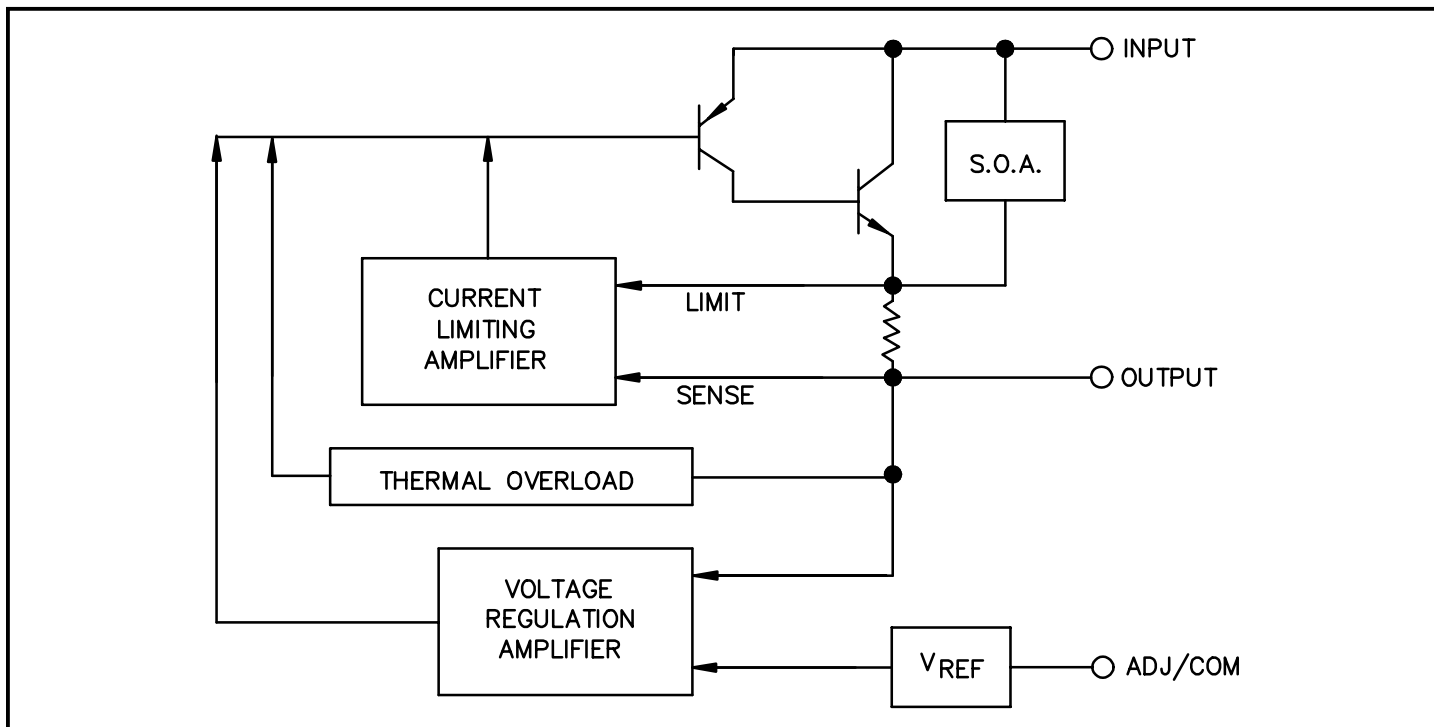 INPUT
S.O.A.
CURRENT
LIMITING
AMPLIFIER
LIMIT
SENSE
OUTPUT
THERMAL OVERLOAD
VOLTAGE
REGULATION
AMPLIFIER
VREF
ADJ/COM